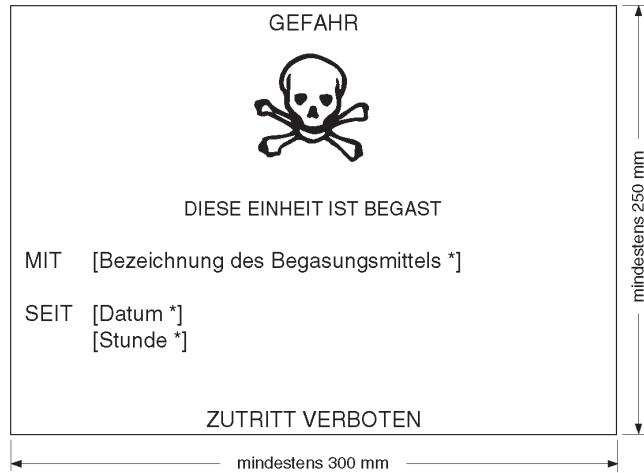 GEFAHR
DIESE EINHEIT IST BEGAST
MIT [Bezeichnung des Begasungsmittels *]
SEIT [Datum *]
[Stunde *]
ZUTRITT VERBOTEN
mindestens 250 mm
mindestens 300 mm